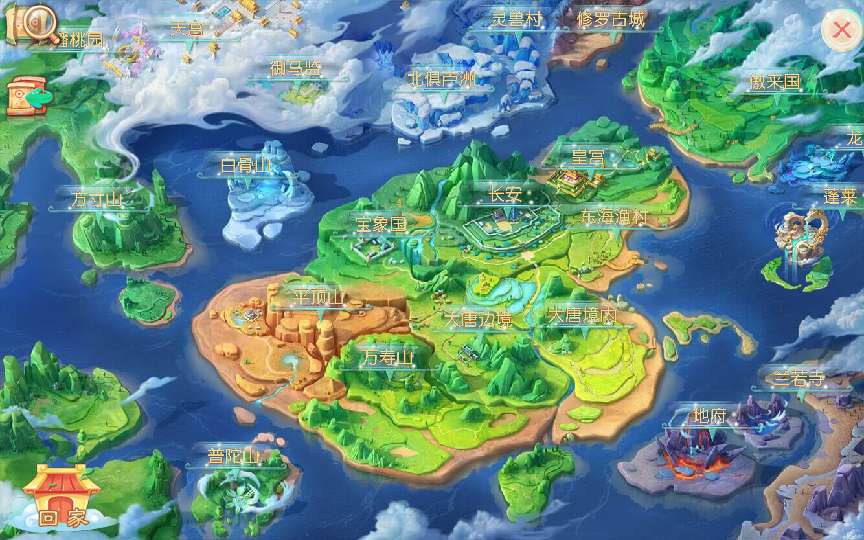 灵兽村
修罗古城
天宫
蟠桃园
御马监
北俱芦洲
傲来国
龙
白骨山
星宫
方寸山
长安
蓬莱
宝象国
东海渔村
平顶山
大唐边境
大唐境内
万寿山
兰若寺
地府
普陀山
回家